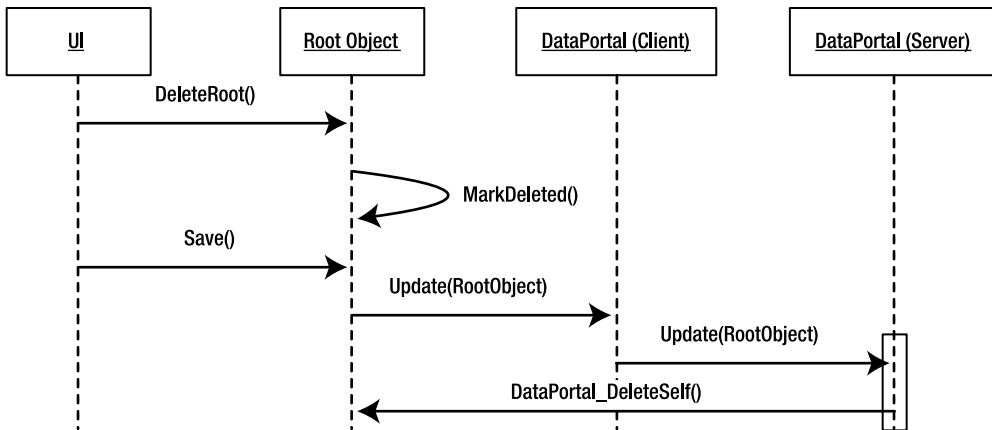 UI
Root Object
DataPortal (Client)
DataPortal (Server)
DeleteRoot()
MarkDeleted()
Save()
Update(RootObject)
Update(RootObject)
DataPortal_DeleteSelf()